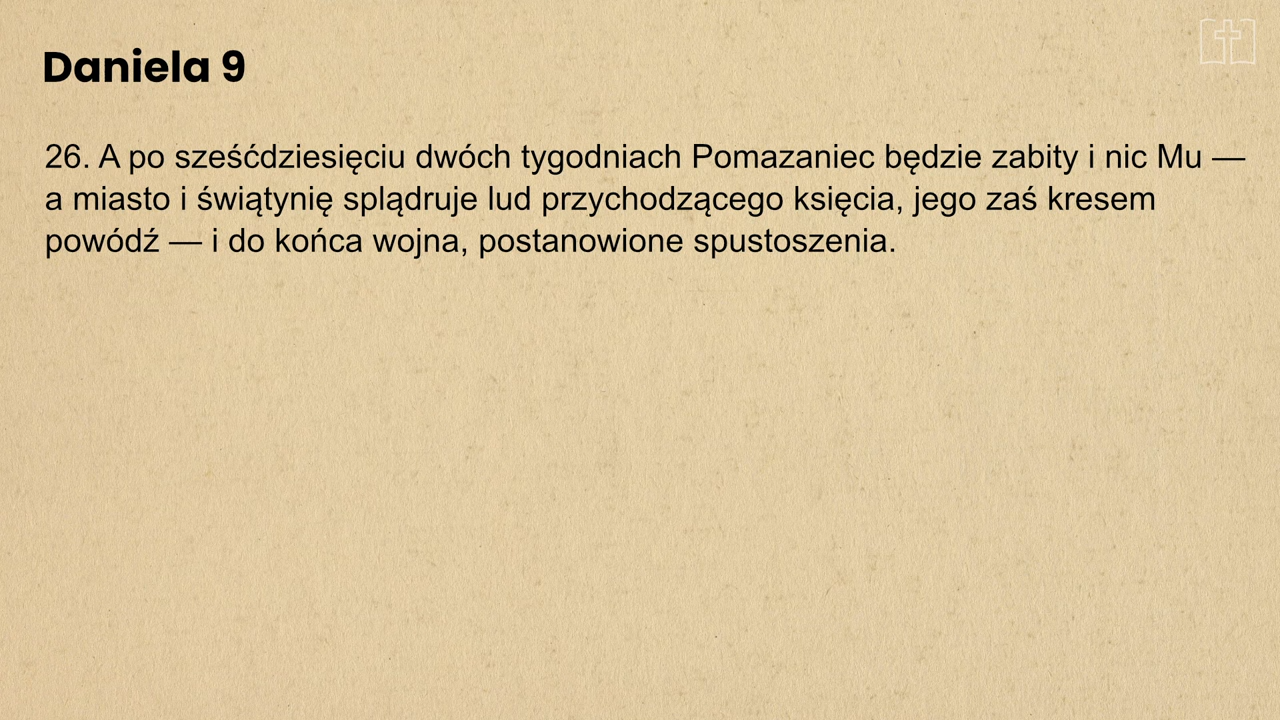 Daniela 9
26. A po sześćdziesięciu dwóch tygodniach Pomazaniec będzie zabity i nic Mu —
a miasto i świątynię splądruje lud przychodzącego księcia, jego zaś kresem
powódź — i do końca wojna, postanowione spustoszenia.